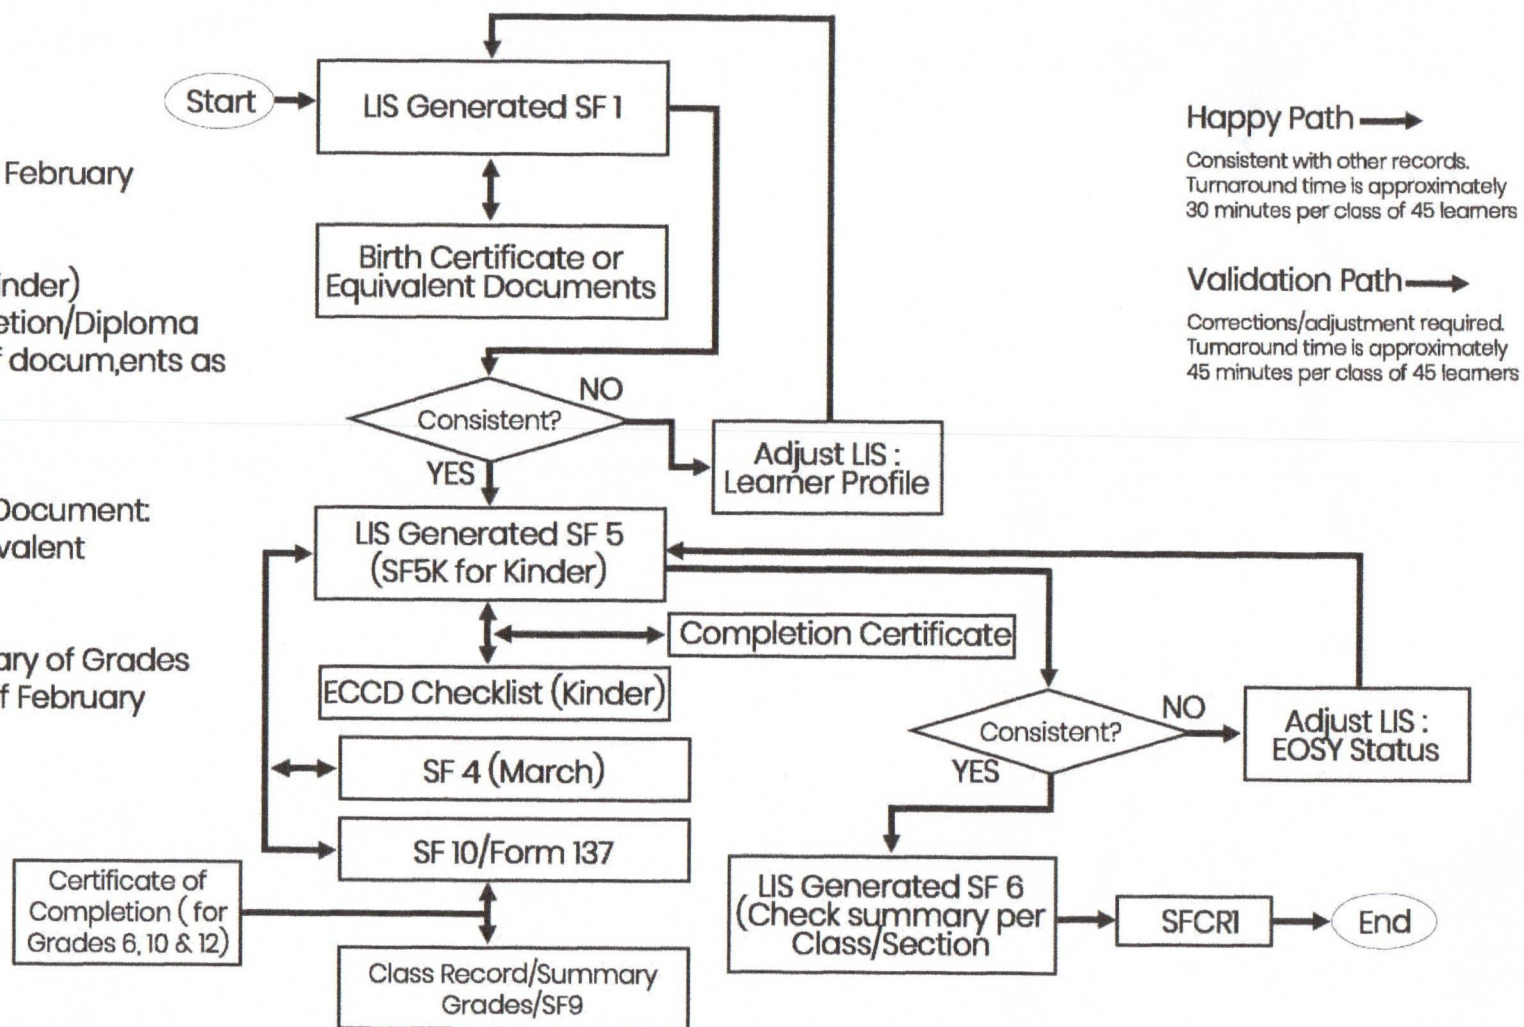 Start
LIS Generated SF 1
February
Birth Certificate or
Equivalent Documents
inder)
etion/Diploma
f docum,ents as
Consistent?
NO
YES
Adjust LIS :
Learner Profile
Happy Path
Consistent with other records.
Turnaround time is approximately
30 minutes per class of 45 learners
Validation Path
Corrections/adjustment required.
Turnaround time is approximately
45 minutes per class of 45 learners
Document:
valent
LIS Generated SF 5
(SF5K for Kinder)
Completion Certificate
ary of Grades
f February
ECCD Checklist (Kinder)
SF 4 (March)
SF 10/Form 137
Certificate of
Completion ( for
Grades 6, 10 & 12)
Class Record/Summary
Grades/SF9
Consistent?
NO
YES
Adjust LIS :
EOSY Status
LIS Generated SF 6
(Check summary per
Class/Section
SFCR1
End